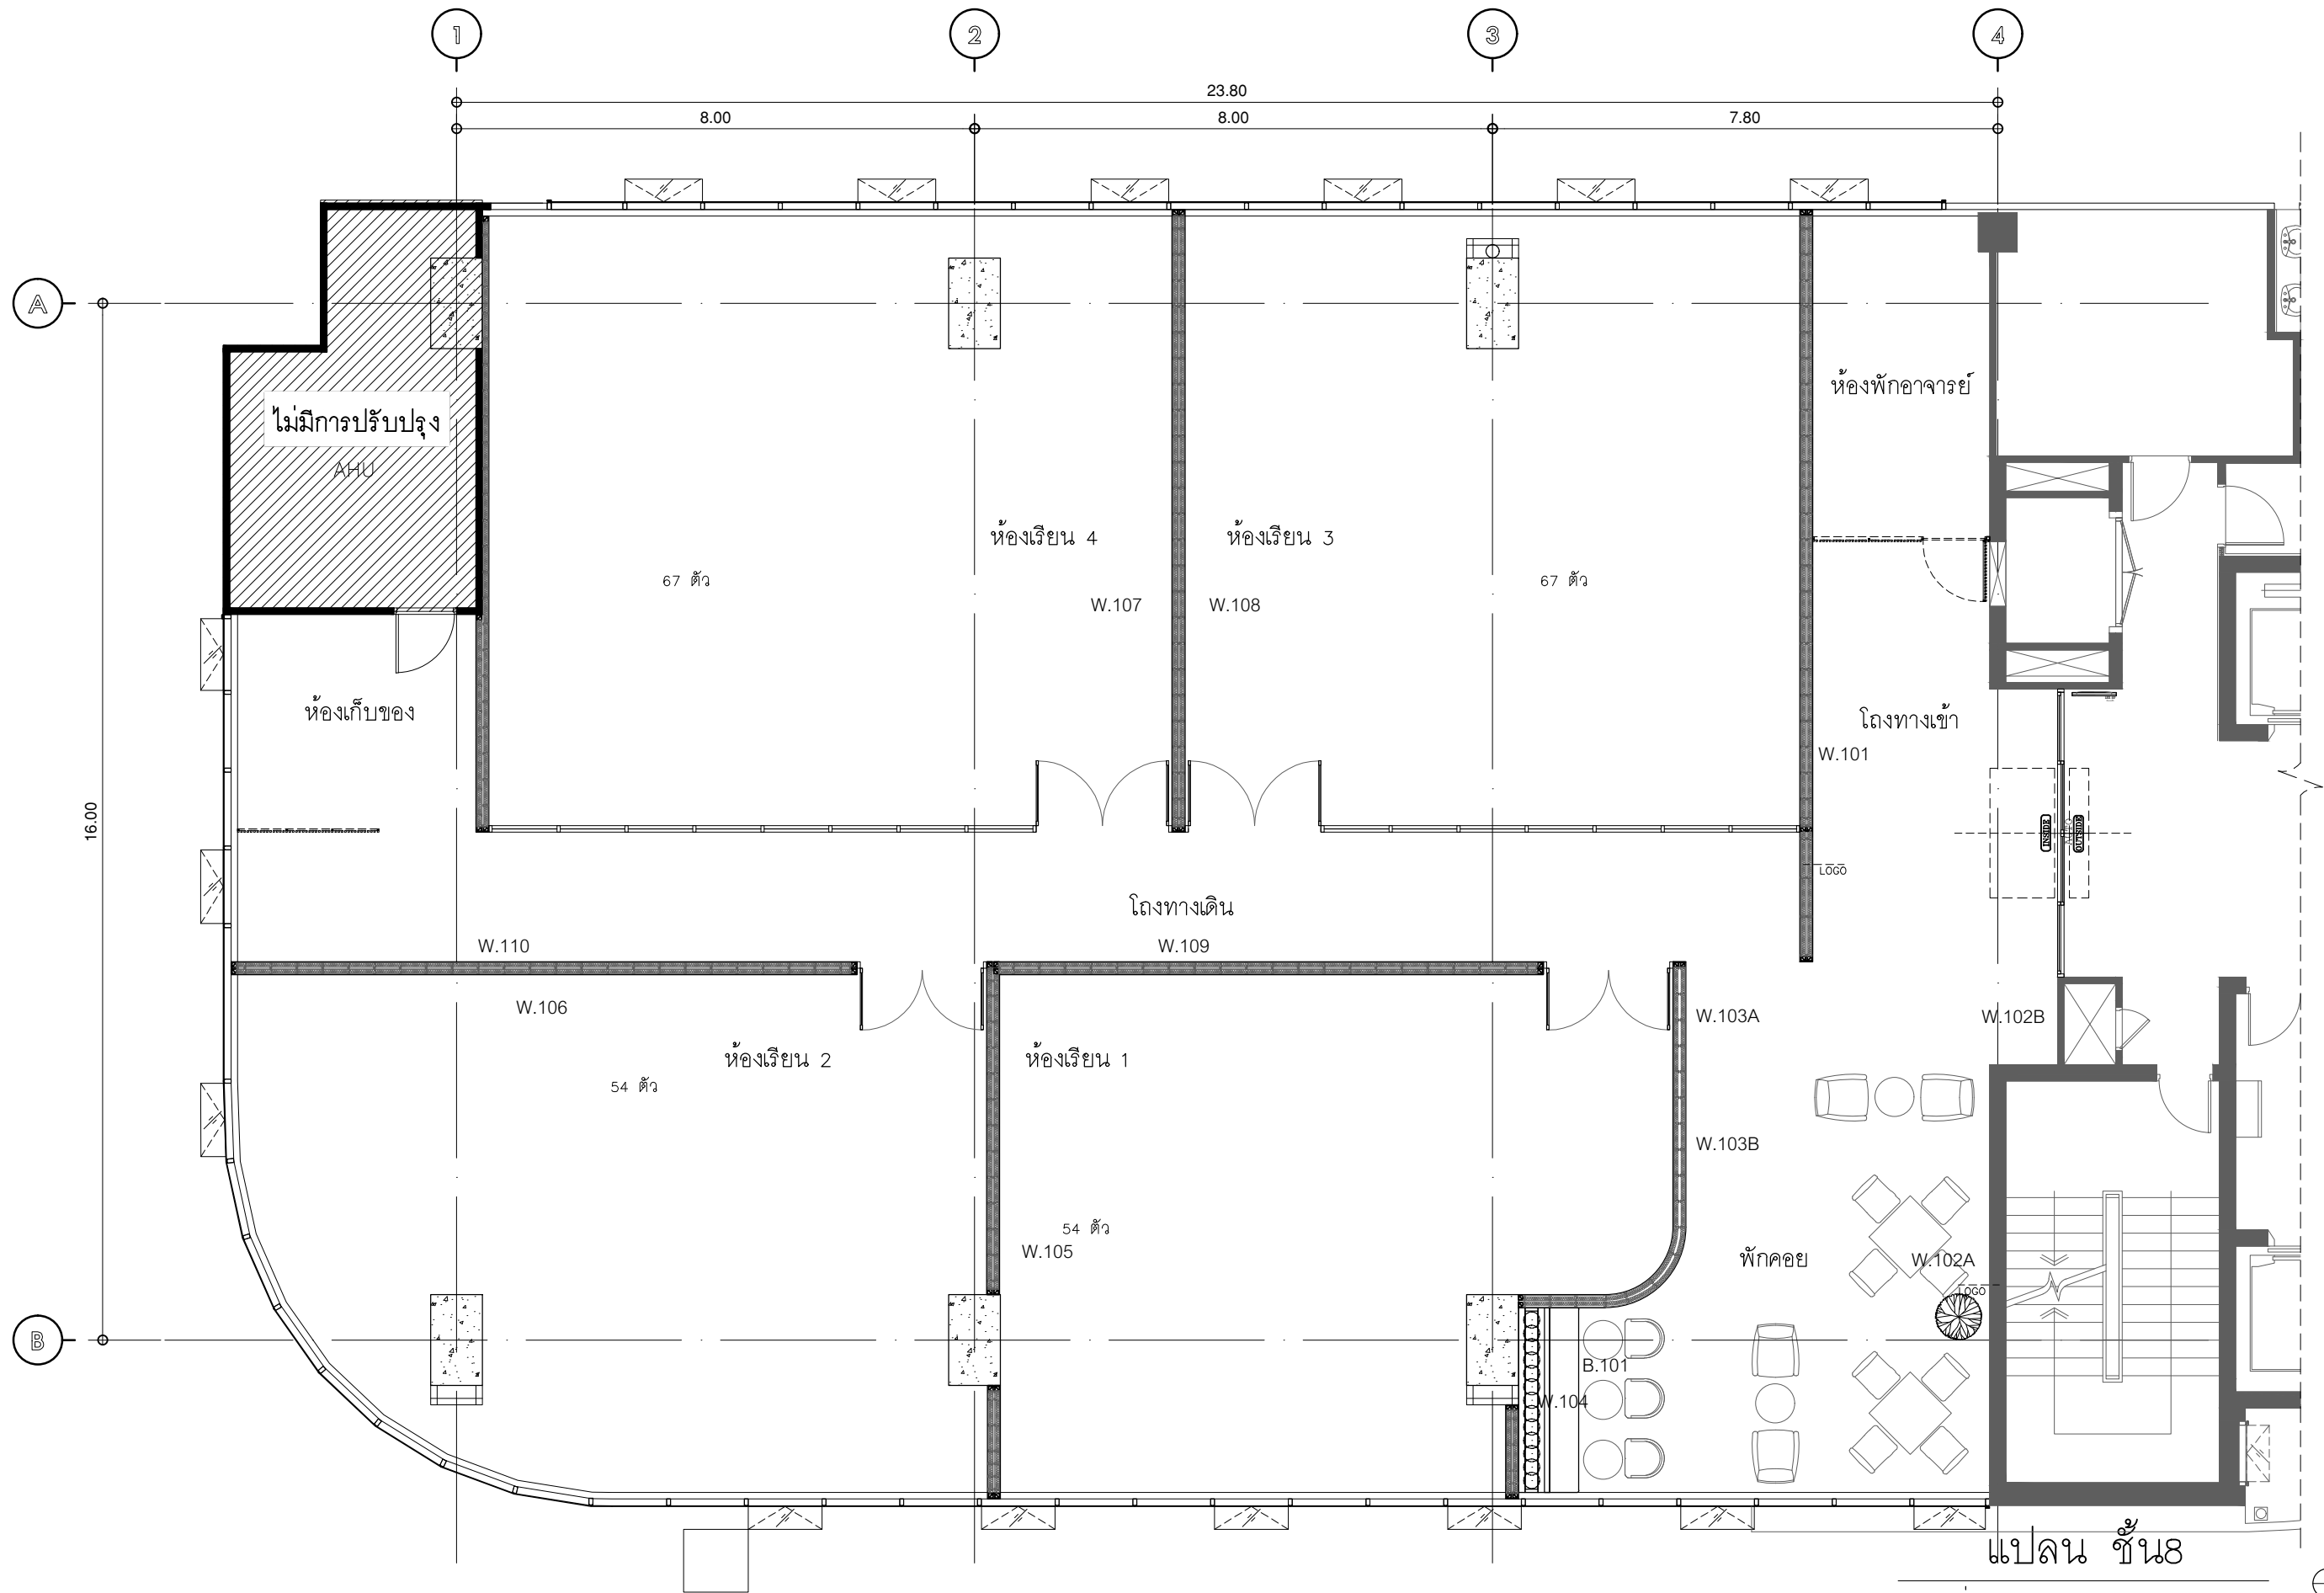 1 2 3 4
23.80
8.00 8.00 7.80
A
ห้องพักอาจารย์
ไม่มีการปรับปรุง
AHU
ห้องเรียน 4 ห้องเรียน 3
67 ตัว 67 ตัว
W.107 W.108
ห้องเก็บของ
โถงทางเข้า
W.101
16.00
INSIDE AUTO OUTSIDE
LOGO
โถงทางเดิน
W.110 W.109
W.106 W.103A W.102B
ห้องเรียน 2 ห้องเรียน 1
54 ตัว
W.103B
54 ตัว
W.105 พักคอย W.102A
LOGO
B
B.101
W.104
แปลน ชั้น8